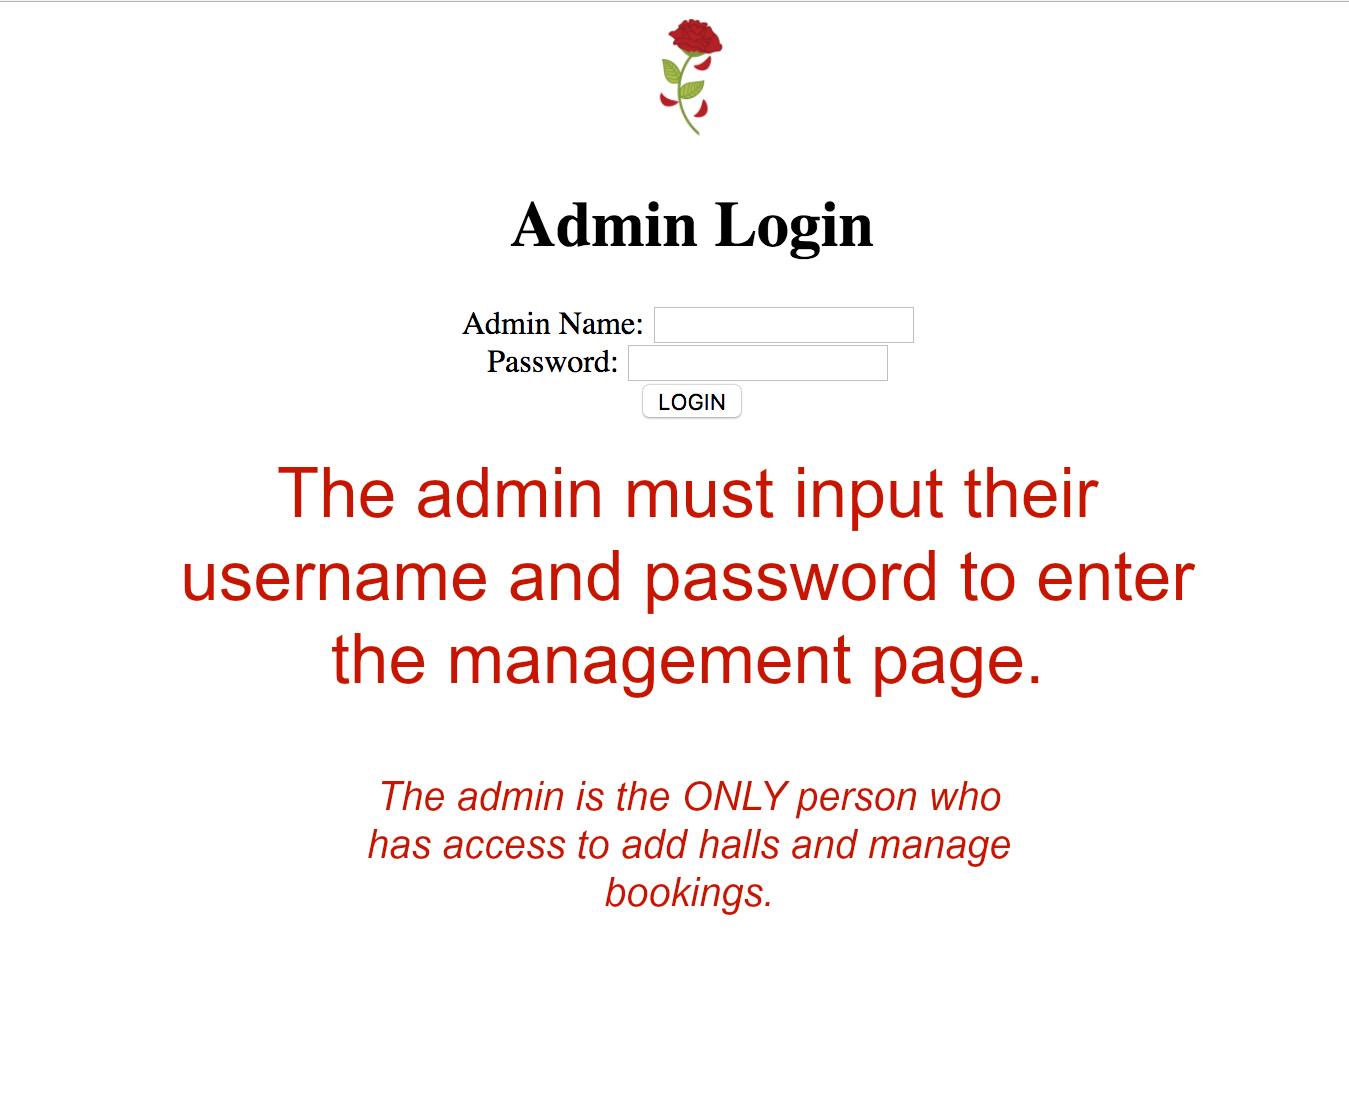 Admin Login
Admin Name:
Password:
LOGIN
The admin must input their
username and password to enter
the management page.
The admin is the ONLY person who
has access to add halls and manage
bookings.